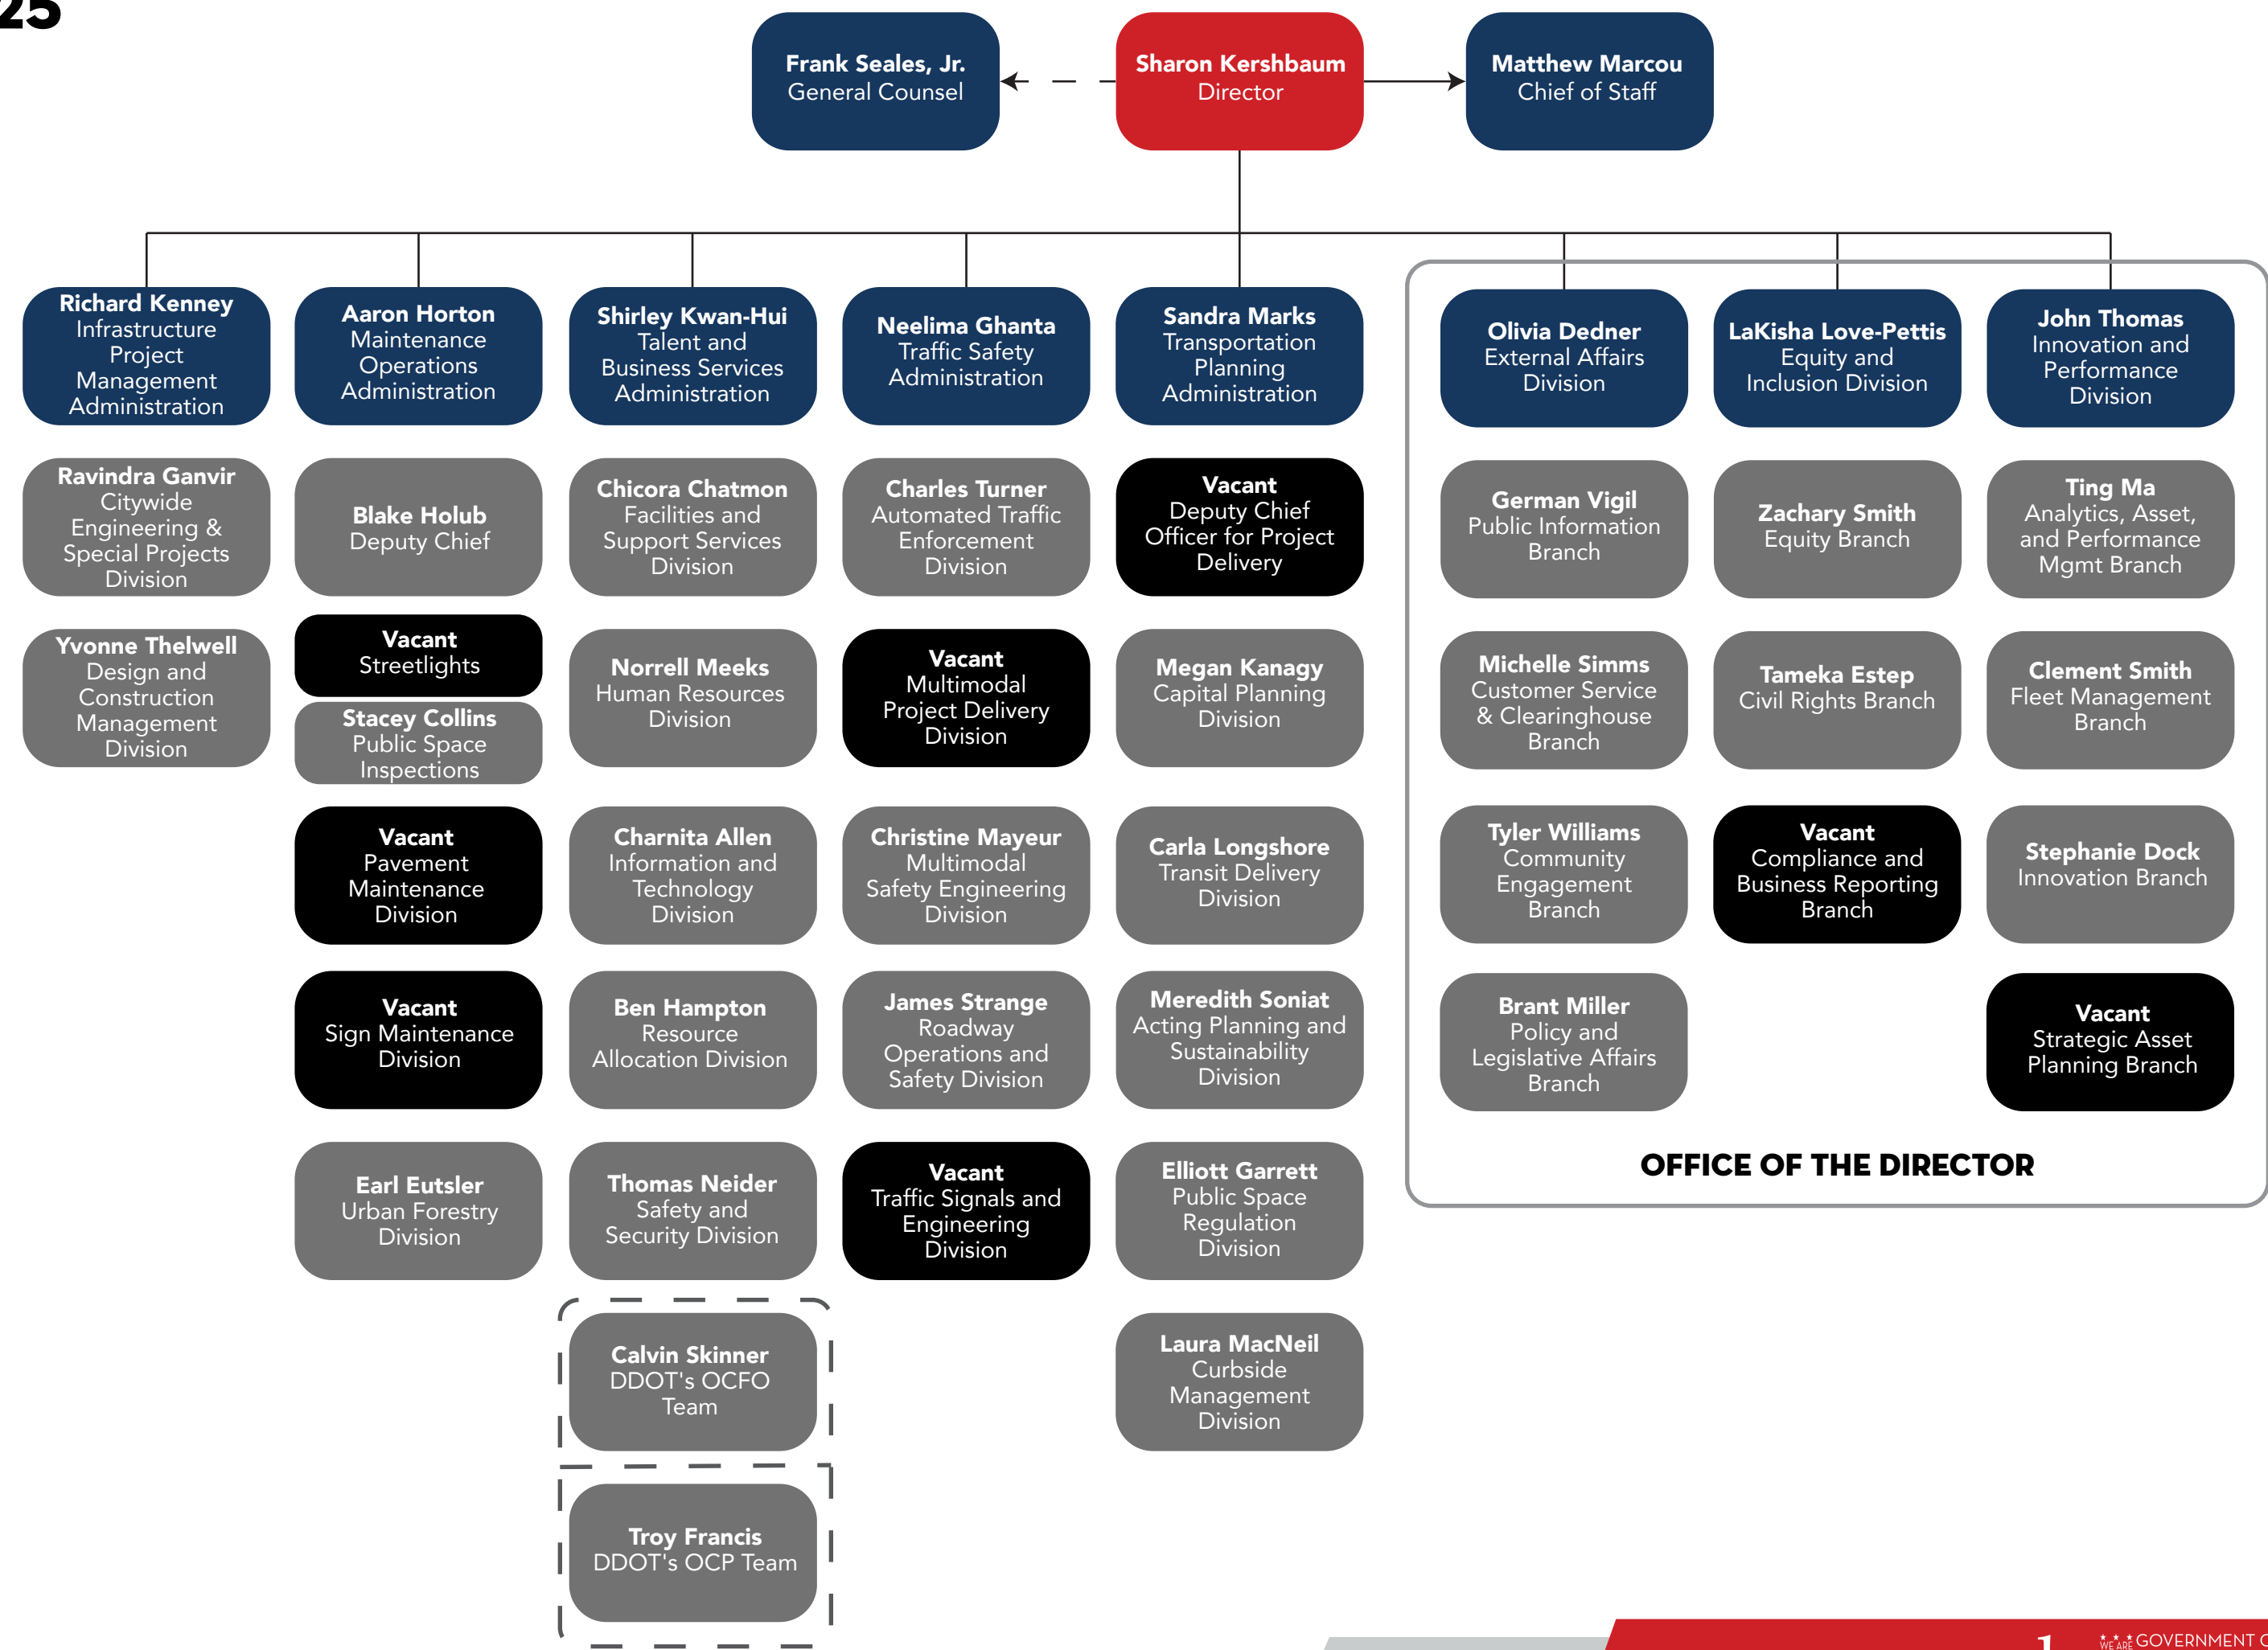 25
Frank Seales, Jr.
General Counsel
Sharon Kershbaum
Director
Matthew Marcou
Chief of Staff
Richard Kenney
Infrastructure
Project
Management
Administration
Aaron Horton
Maintenance
Operations
Administration
Shirley Kwan-Hui
Talent and
Business Services
Administration
Neelima Ghanta
Traffic Safety
Administration
Sandra Marks
Transportation
Planning
Administration
Olivia Dedner
External Affairs
Division
LaKisha Love-Pettis
Equity and
Inclusion Division
John Thomas
Innovation and
Performance
Division
Ravindra Ganvir
Citywide
Engineering &
Special Projects
Division
Yvonne Thelwell
Design and
Construction
Management
Division
Blake Holub
Deputy Chief
Vacant
Streetlights
Stacey Collins
Public Space
Inspections
Vacant
Pavement
Maintenance
Division
Vacant
Sign Maintenance
Division
Earl Eutsler
Urban Forestry
Division
Chicora Chatmon
Facilities and
Support Services
Division
Norrell Meeks
Human Resources
Division
Charnita Allen
Information and
Technology
Division
Ben Hampton
Resource
Allocation Division
Thomas Neider
Safety and
Security Division
Calvin Skinner
DDOT's OCFO
Team
Troy Francis
DDOT's OCP Team
Charles Turner
Automated Traffic
Enforcement
Division
Vacant
Multimodal
Project Delivery
Division
Christine Mayeur
Multimodal
Safety Engineering
Division
James Strange
Roadway
Operations and
Safety Division
Vacant
Traffic Signals and
Engineering
Division
Vacant
Deputy Chief
Officer for Project
Delivery
Megan Kanagy
Capital Planning
Division
Carla Longshore
Transit Delivery
Division
Meredith Soniat
Acting Planning and
Sustainability
Division
Elliott Garrett
Public Space
Regulation
Division
Laura MacNeil
Curbside
Management
Division
German Vigil
Public Information
Branch
Michelle Simms
Customer Service
& Clearinghouse
Branch
Tyler Williams
Community
Engagement
Branch
Brant Miller
Policy and
Legislative Affairs
Branch
Zachary Smith
Equity Branch
Tameka Estep
Civil Rights Branch
Vacant
Compliance and
Business Reporting
Branch
Ting Ma
Analytics, Asset,
and Performance
Mgmt Branch
Clement Smith
Fleet Management
Branch
Stephanie Dock
Innovation Branch
Vacant
Strategic Asset
Planning Branch
OFFICE OF THE DIRECTOR
1
WE ARE GOVERNMENT